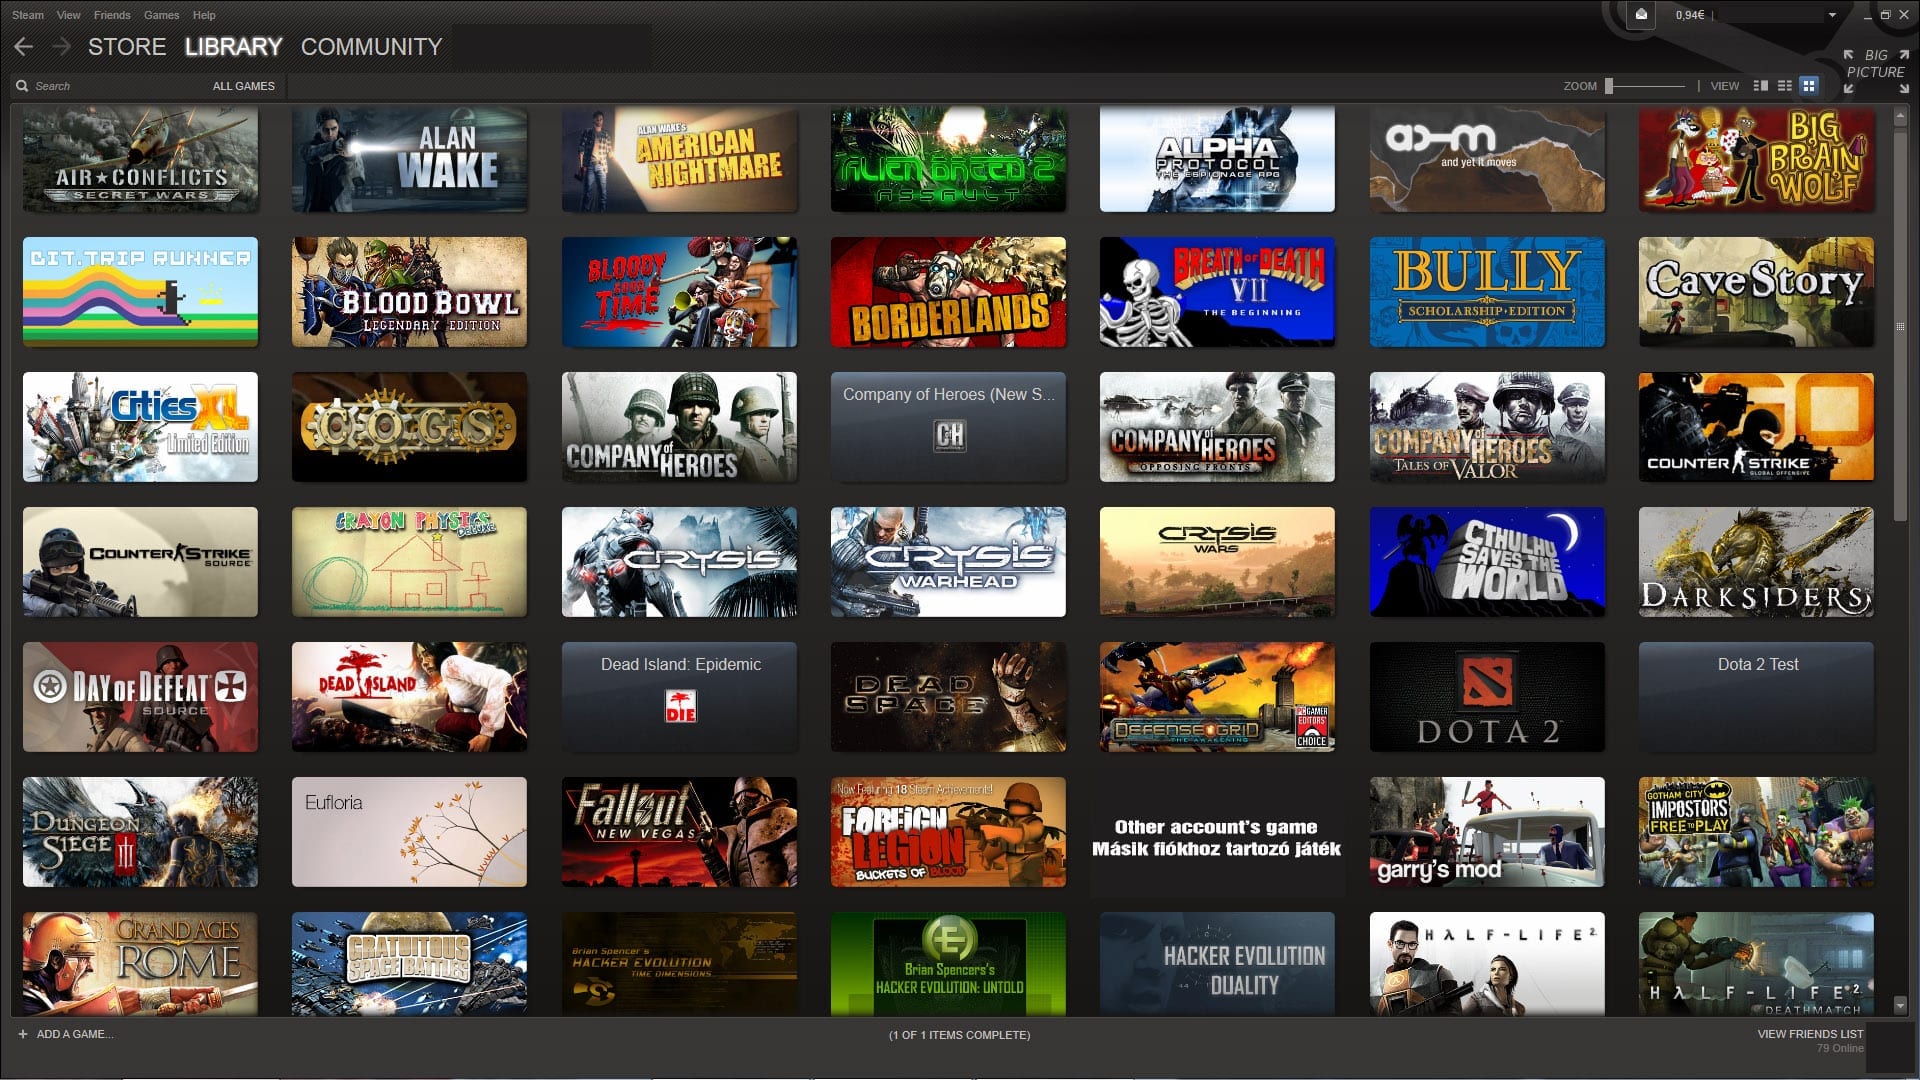 Steam View Friends Games Help
0,94€
STORE LIBRARY COMMUNITY
BIG
PICTURE
Search ALL GAMES
ZOOM VIEW
AIR★CONFLICTS
SECRET WARS
ALAN
WAKE
ALAN WAKE'S
AMERICAN
NIGHTMARE
ALIEN BREED 2
ASSAULT
ALPHA
PROTOCOL
THE ESPIONAGE RPG
and yet it moves
BIG
BRAIN
WOLF
BIT.TRIP RUNNER
BLOOD BOWL
LEGENDARY EDITION
BLOODY
GOOD
TIME
BORDERLANDS
BREATH OF DEATH
VII
THE BEGINNING
BULLY
SCHOLARSHIP·EDITION
Cave Story
Cities XL
Limited Edition
COGS
COMPANY of HEROES
Company of Heroes (New S...
CH
COMPANY of HEROES
OPPOSING FRONTS
COMPANY of HEROES
TALES OF VALOR
GO
COUNTER STRIKE
GLOBAL OFFENSIVE
COUNTER STRIKE
SOURCE
CRAYON PHYSICS
DELUXE
CRYSIS
CRYSIS
WARHEAD
CRYSIS
WARS
CTHULHU
SAVES THE
WORLD
DARKSIDERS
DAY OF DEFEAT
SOURCE
DEAD ISLAND
Dead Island: Epidemic
DIE
DEAD
SPACE
DEFENSE GRID
THE AWAKENING
PC GAMER
EDITORS'
CHOICE
DOTA 2
Dota 2 Test
DUNGEON
SIEGE III
Eufloria
Fallout
NEW VEGAS
Now Featuring 18 Steam Achievements!
FOREIGN
LEGION
BUCKETS OF BLOOD
Other account's game
Másik fiókhoz tartozó játék
garry's mod
GOTHAM CITY
IMPOSTORS
FREE TO PLAY
GRAND AGES
ROME
GRATUITOUS
SPACE BATTLES
Brian Spencer's
HACKER EVOLUTION
TIME DIMENSIONS
Brian Spencers's
HACKER EVOLUTION: UNTOLD
HACKER EVOLUTION
DUALITY
HALF-LIFE 2
HALF-LIFE 2
DEATHMATCH
+ ADD A GAME...
(1 OF 1 ITEMS COMPLETE)
VIEW FRIENDS LIST
79 Online